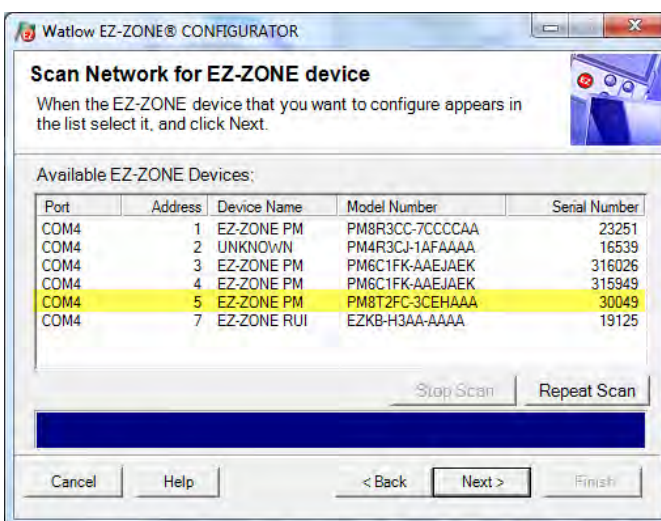 Watlow EZ-ZONE® CONFIGURATOR
Scan Network for EZ-ZONE device
When the EZ-ZONE device that you want to configure appears in
the list select it, and click Next.
EZ
Available EZ-ZONE Devices:
Port Address Device Name Model Number Serial Number
COM4 1 EZ-ZONE PM PM8R3CC-7CCCCAA 23251
COM4 2 UNKNOWN PM4R3CJ-1AFAAAA 16539
COM4 3 EZ-ZONE PM PM6C1FK-AAEJAEK 316026
COM4 4 EZ-ZONE PM PM6C1FK-AAEJAEK 315949
COM4 5 EZ-ZONE PM PM8T2FC-3CEHAAA 30049
COM4 7 EZ-ZONE RUI EZKB-H3AA-AAAA 19125
Stop Scan Repeat Scan
Cancel Help < Back Next > Finish